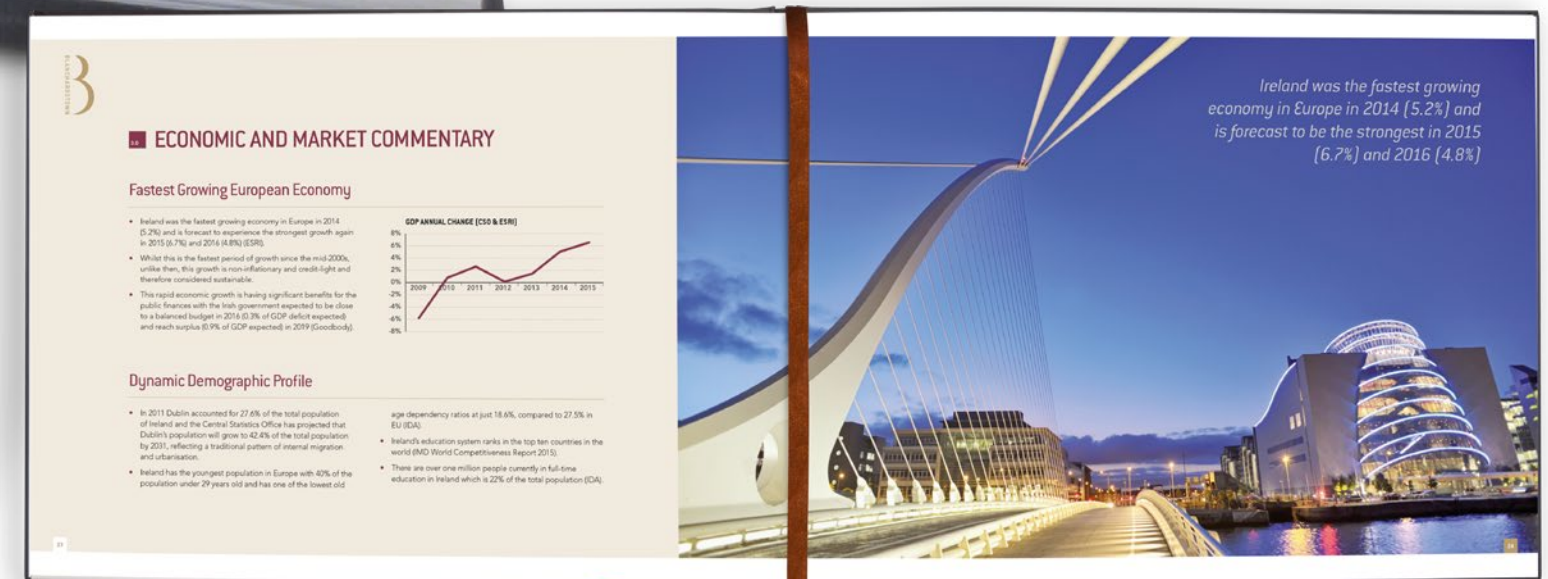 BLANCHARDSTOWN
B
3.0 ECONOMIC AND MARKET COMMENTARY
Fastest Growing European Economy
• Ireland was the fastest growing economy in Europe in 2014
(5.2%) and is forecast to experience the strongest growth again
in 2015 (6.7%) and 2016 (4.8%) (ESRI).
• Whilst this is the fastest period of growth since the mid-2000s,
unlike then, this growth is non-inflationary and credit-light and
therefore considered sustainable.
• This rapid economic growth is having significant benefits for the
public finances with the Irish government expected to be close
to a balanced budget in 2016 (0.3% of GDP deficit expected)
and reach surplus (0.9% of GDP expected) in 2019 (Goodbody).
GDP ANNUAL CHANGE [CSO & ESRI]
8%
6%
4%
2%
0%
-2%
-4%
-6%
-8%
2009 2010 2011 2012 2013 2014 2015
Dynamic Demographic Profile
• In 2011 Dublin accounted for 27.6% of the total population
of Ireland and the Central Statistics Office has projected that
Dublin's population will grow to 42.4% of the total population
by 2031, reflecting a traditional pattern of internal migration
and urbanisation.
• Ireland has the youngest population in Europe with 40% of the
population under 29 years old and has one of the lowest old
age dependency ratios at just 18.6%, compared to 27.5% in
EU (IDA).
• Ireland's education system ranks in the top ten countries in the
world (IMD World Competitiveness Report 2015).
• There are over one million people currently in full-time
education in Ireland which is 22% of the total population (IDA).
Ireland was the fastest growing
economy in Europe in 2014 (5.2%) and
is forecast to be the strongest in 2015
(6.7%) and 2016 (4.8%)